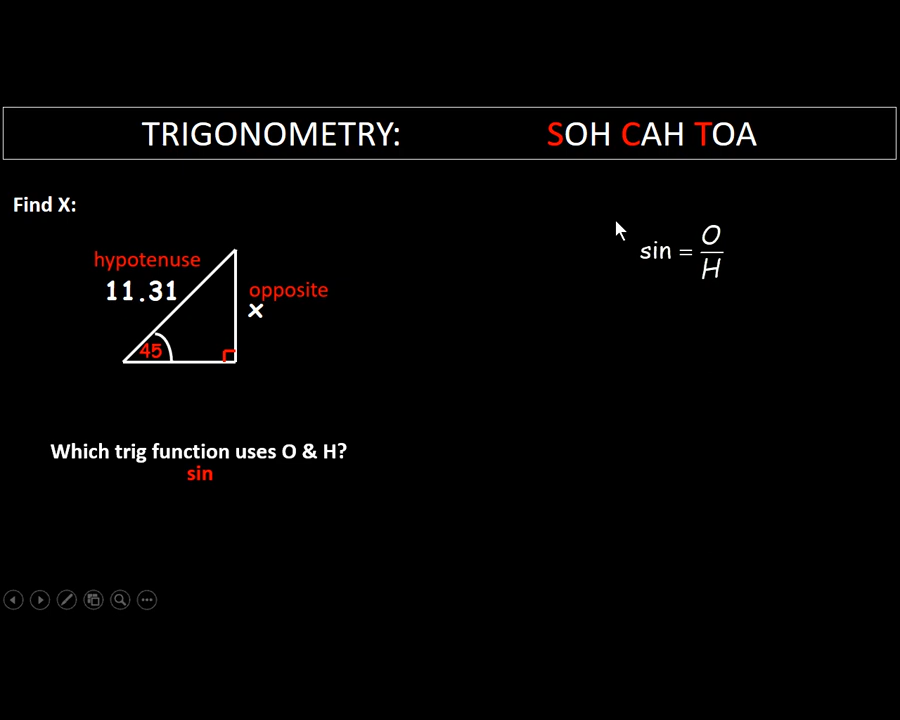 TRIGONOMETRY: SOH CAH TOA
Find X:
hypotenuse
11.31
opposite
x
45
sin = O/H
Which trig function uses O & H?
sin